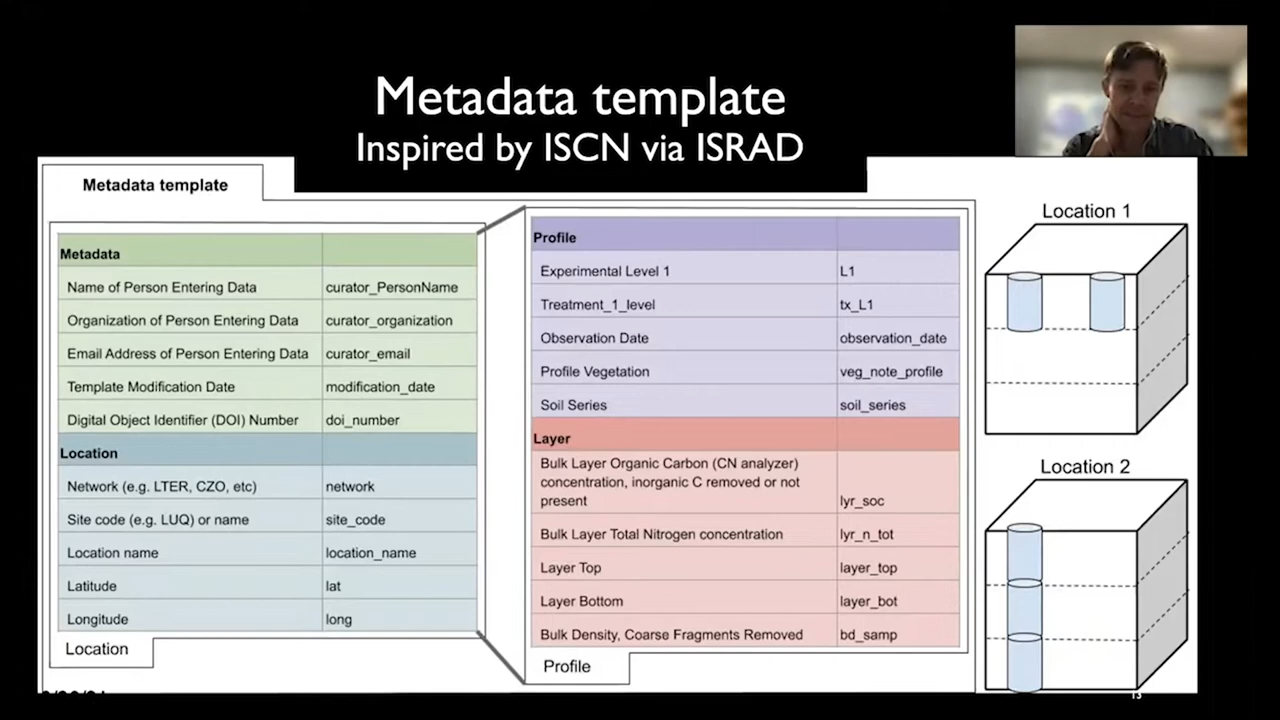 Metadata template
Inspired by ISCN via ISRAD
Metadata template
Metadata
Name of Person Entering Data curator_PersonName
Organization of Person Entering Data curator_organization
Email Address of Person Entering Data curator_email
Template Modification Date modification_date
Digital Object Identifier (DOI) Number doi_number
Location
Network (e.g. LTER, CZO, etc) network
Site code (e.g. LUQ) or name site_code
Location name location_name
Latitude lat
Longitude long
Location
Profile
Experimental Level 1 L1
Treatment_1_level tx_L1
Observation Date observation_date
Profile Vegetation veg_note_profile
Soil Series soil_series
Layer
Bulk Layer Organic Carbon (CN analyzer)
concentration, inorganic C removed or not
present lyr_soc
Bulk Layer Total Nitrogen concentration lyr_n_tot
Layer Top layer_top
Layer Bottom layer_bot
Bulk Density, Coarse Fragments Removed bd_samp
Profile
Location 1
Location 2
13